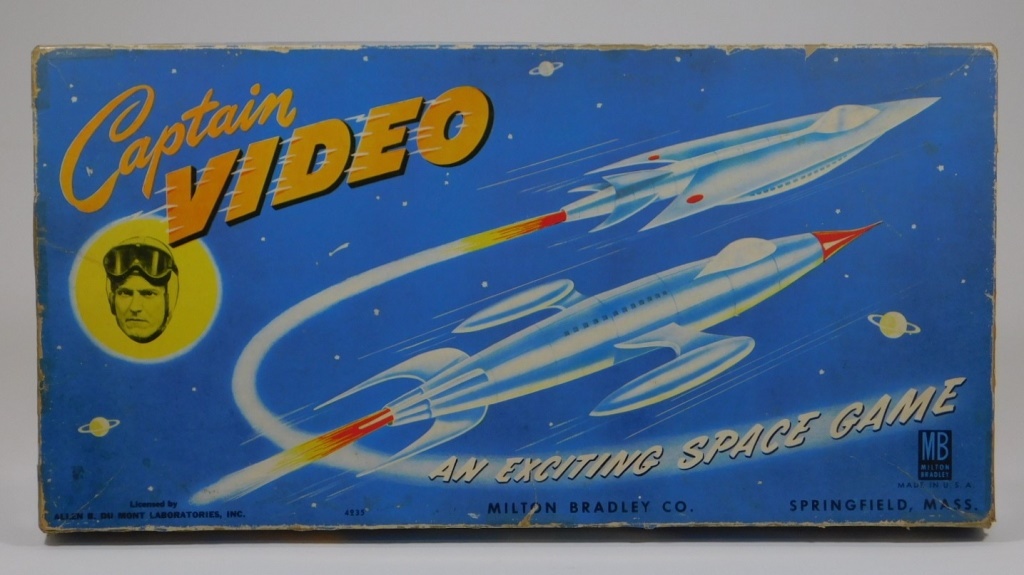 Captain
VIDEO
AN EXCITING SPACE GAME
MB
MILTON
BRADLEY
MADE IN U.S.A.
Licensed by
ALLEN B. DU MONT LABORATORIES, INC.
MILTON BRADLEY CO.
SPRINGFIELD, MASS.